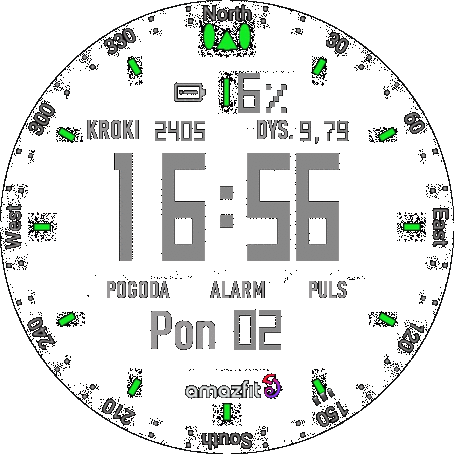 North
330 30
6%
300 60
KROKI 2405 DYS. 9,79
16:56
West East
POGODA ALARM PULS
Pon 02
240 120
amazfit
210 150
South